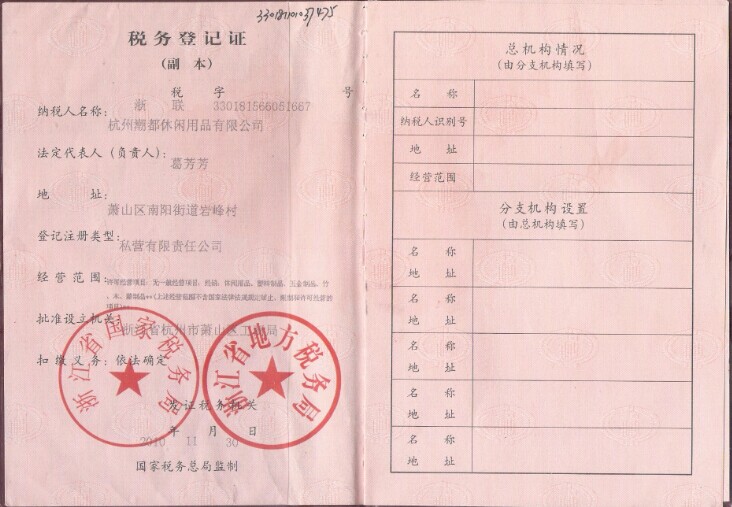 税务登记证
(副 本)
税 字 号
浙 联 330181566051667
纳税人名称:
杭州翘都休闲用品有限公司
法定代表人(负责人):
葛芳芳
地 址:
萧山区南阳街道岩峰村
登记注册类型:
私营有限责任公司
经营范围:
批准设立机关:
浙江省杭州市萧山区工商局
扣缴义务: 依法确定
浙江省国家税务局
浙江省地方税务局
发证税务机关
年 月 日
2010 11 30
国家税务总局监制
总机构情况
(由分支机构填写)
名 称
纳税人识别号
地 址
经营范围
分支机构设置
(由总机构填写)
名 称
地 址
名 称
地 址
名 称
地 址
名 称
地 址
名 称
地 址